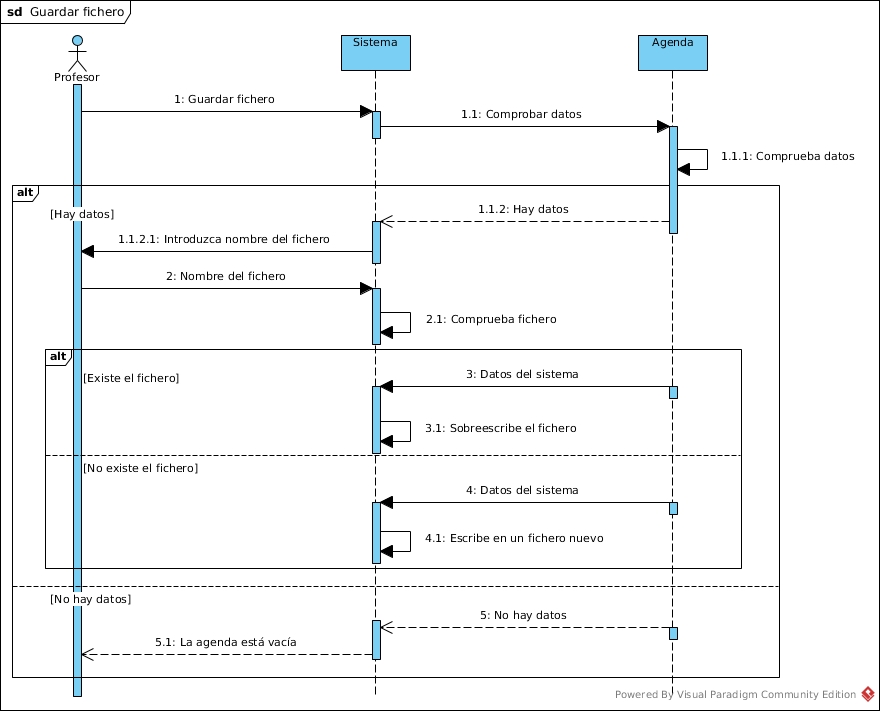 sd Guardar fichero
Sistema
Agenda
Profesor
1: Guardar fichero
1.1: Comprobar datos
1.1.1: Comprueba datos
alt
[Hay datos]
1.1.2: Hay datos
1.1.2.1: Introduzca nombre del fichero
2: Nombre del fichero
2.1: Comprueba fichero
alt
[Existe el fichero]
3: Datos del sistema
3.1: Sobreescribe el fichero
[No existe el fichero]
4: Datos del sistema
4.1: Escribe en un fichero nuevo
[No hay datos]
5: No hay datos
5.1: La agenda está vacía
Powered By Visual Paradigm Community Edition